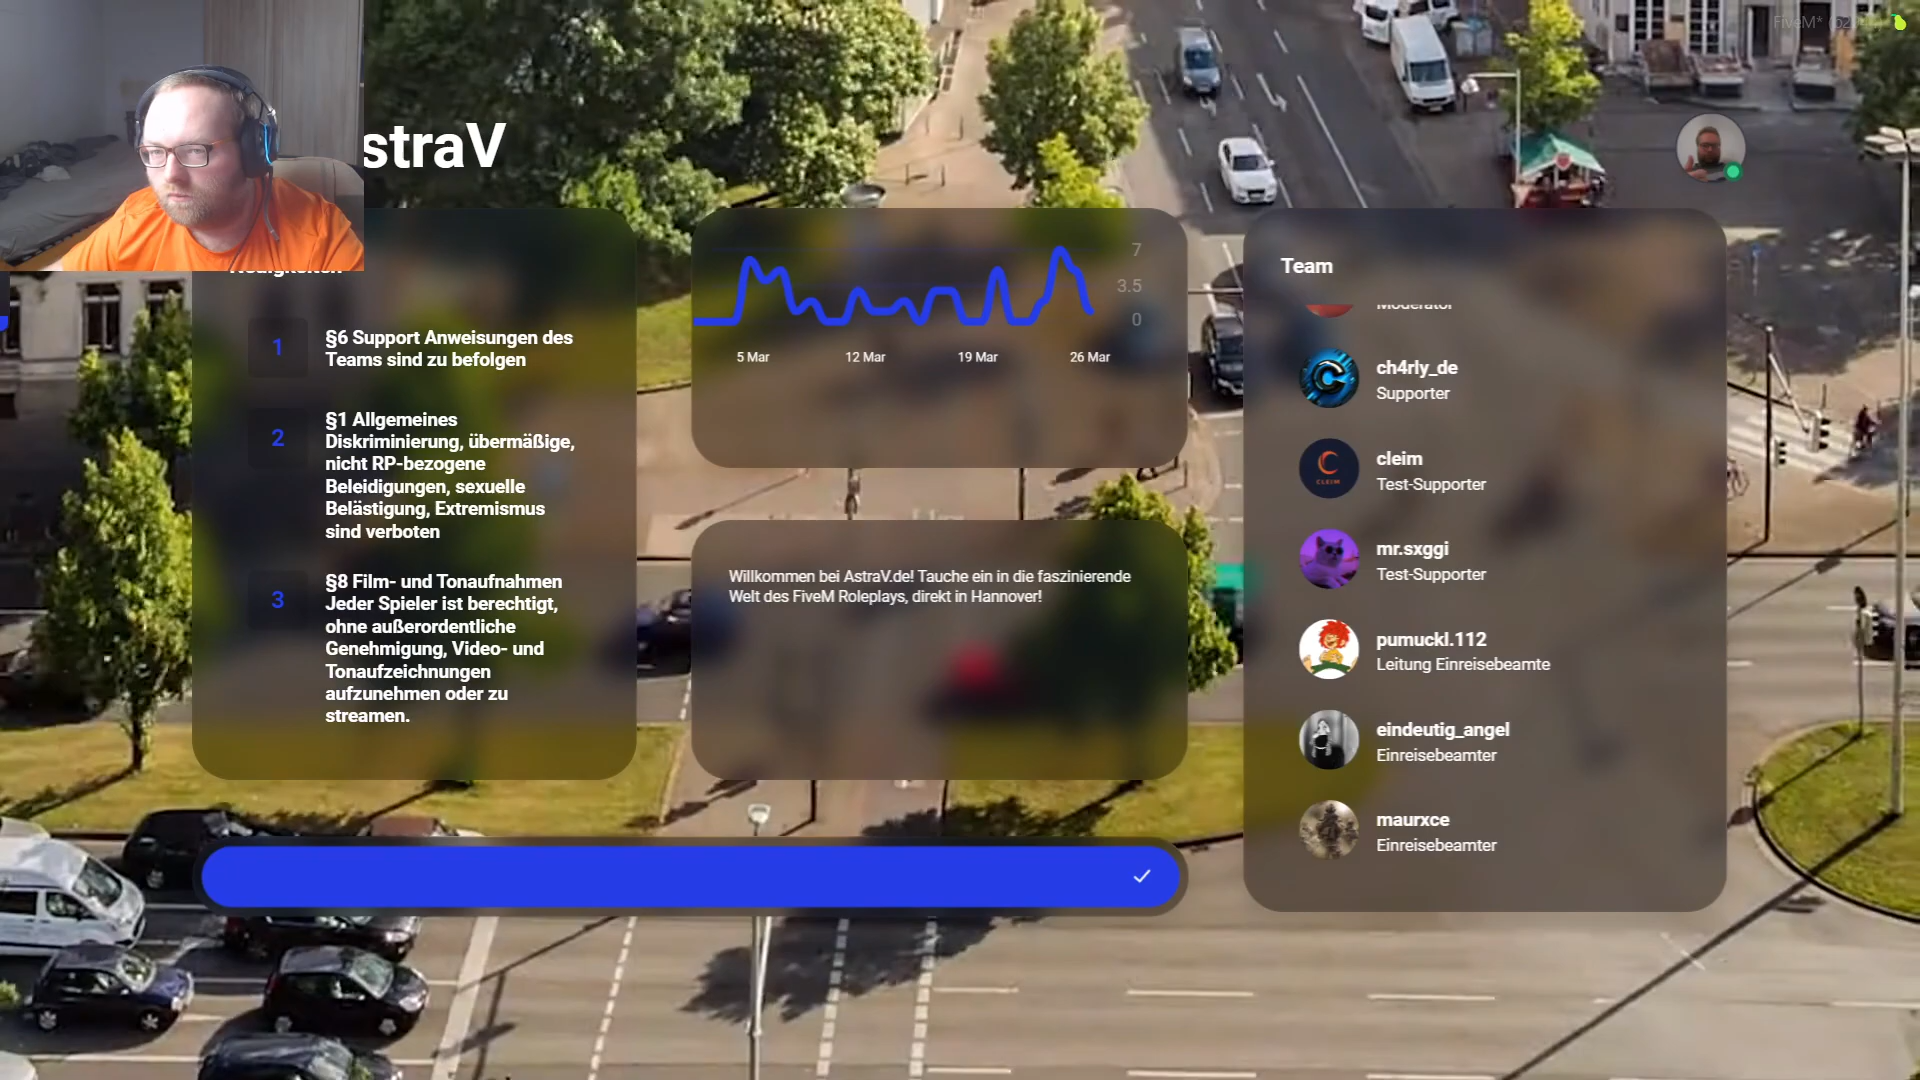 FiveM*
straV
Neuigkeiten
1
§6 Support Anweisungen des
Teams sind zu befolgen
2
§1 Allgemeines
Diskriminierung, übermäßige,
nicht RP-bezogene
Beleidigungen, sexuelle
Belästigung, Extremismus
sind verboten
3
§8 Film- und Tonaufnahmen
Jeder Spieler ist berechtigt,
ohne außerordentliche
Genehmigung, Video- und
Tonaufzeichnungen
aufzunehmen oder zu
streamen.
7
3.5
0
5 Mar
12 Mar
19 Mar
26 Mar
Willkommen bei AstraV.de! Tauche ein in die faszinierende
Welt des FiveM Roleplays, direkt in Hannover!
Team
Moderator
ch4rly_de
Supporter
cleim
Test-Supporter
CLEIM
mr.sxggi
Test-Supporter
pumuckl.112
Leitung Einreisebeamte
eindeutig_angel
Einreisebeamter
maurxce
Einreisebeamter